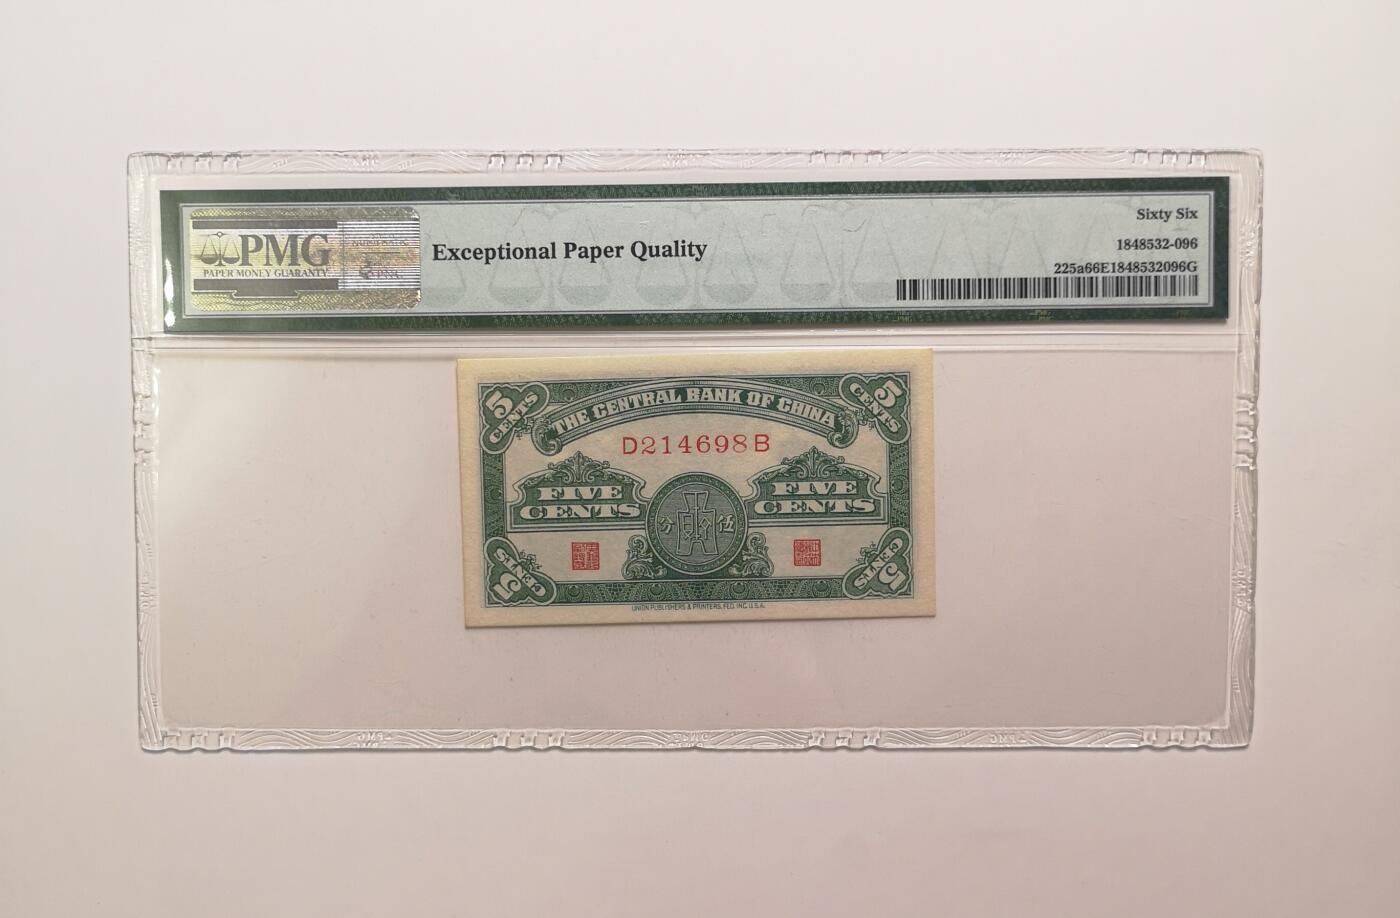 PMG
PAPER MONEY GUARANTY
Exceptional Paper Quality
Sixty Six
1848532-096
225a66E1848532096G
5 CENTS
THE CENTRAL BANK OF CHINA
5 CENTS
D214698B
FIVE CENTS
FIVE CENTS
分 伍
5 CENTS
5 CENTS
UNION PUBLISHERS & PRINTERS, FED. INC. U.S.A.